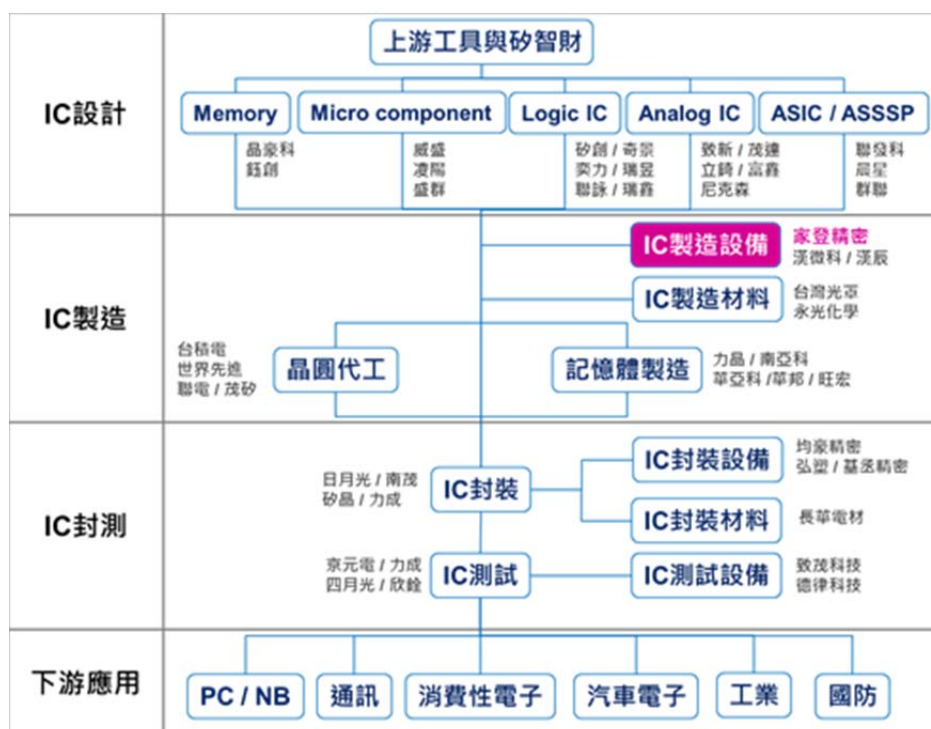 上游工具與矽智財
IC設計
Memory
Micro component
Logic IC
Analog IC
ASIC / ASSSP
晶豪科
鈺創
威盛
凌陽
盛群
矽創 / 奇景
奕力 / 瑞昱
聯詠 / 瑞鑫
致新 / 茂達
立錡 / 富鑫
尼克森
聯發科
晨星
群聯
IC製造
IC製造設備
家登精密
漢微科 / 漢辰
IC製造材料
台灣光罩
永光化學
台積電
世界先進
聯電 / 茂矽
晶圓代工
記憶體製造
力晶 / 南亞科
華亞科 /華邦 / 旺宏
IC封測
日月光 / 南茂
矽品 / 力成
IC封裝
IC封裝設備
均豪精密
弘塑 / 基丞精密
IC封裝材料
長華電材
京元電 / 力成
四月光 / 欣銓
IC測試
IC測試設備
致茂科技
德律科技
下游應用
PC / NB
通訊
消費性電子
汽車電子
工業
國防